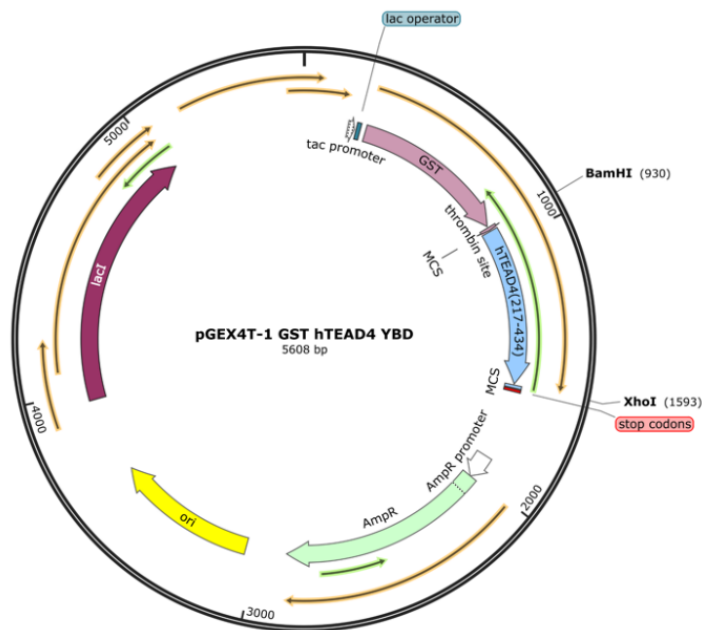 lac operator
tac promoter
GST
thrombin site
MCS
BamHI (930)
1000
hTEAD4(217-434)
MCS
XhoI (1593)
stop codons
AmpR promoter
AmpR
2000
3000
ori
4000
lacI
5000
pGEX4T-1 GST hTEAD4 YBD
5608 bp